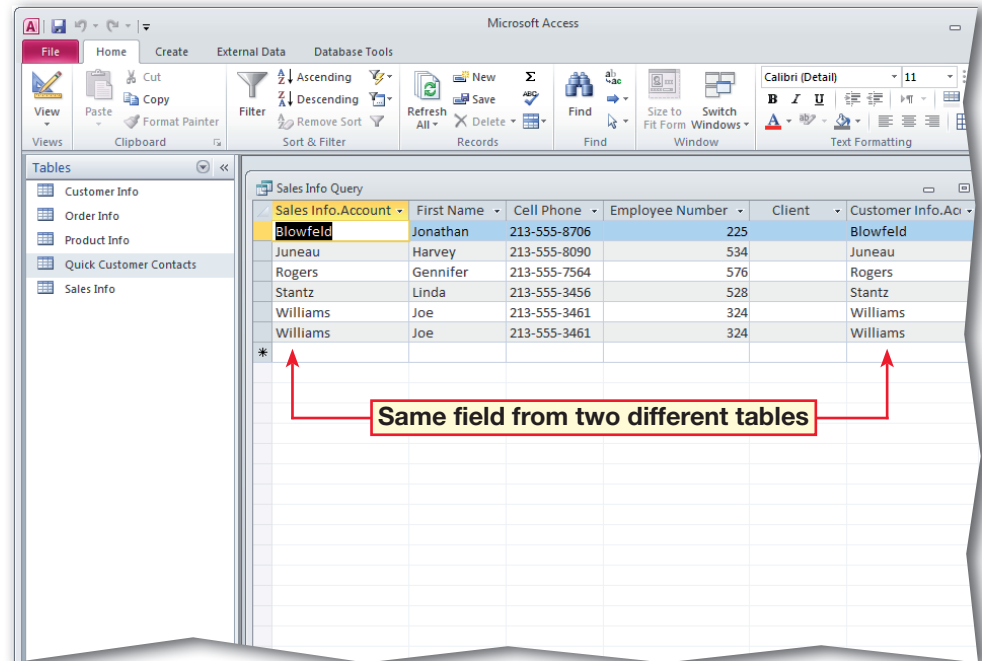 Microsoft Access
File Home Create External Data Database Tools
View
Paste
Cut
Copy
Format Painter
Filter
Ascending
Descending
Remove Sort
Refresh All
New
Save
Delete
Find
Size to Fit Form
Switch Windows
Calibri (Detail) 11
B I U
Views Clipboard Sort & Filter Records Find Window Text Formatting
Tables
Customer Info
Order Info
Product Info
Quick Customer Contacts
Sales Info
Sales Info Query
Sales Info.Account First Name Cell Phone Employee Number Client Customer Info.Ac
Blowfeld Jonathan 213-555-8706 225 Blowfeld
Juneau Harvey 213-555-8090 534 Juneau
Rogers Gennifer 213-555-7564 576 Rogers
Stantz Linda 213-555-3456 528 Stantz
Williams Joe 213-555-3461 324 Williams
Williams Joe 213-555-3461 324 Williams
Same field from two different tables